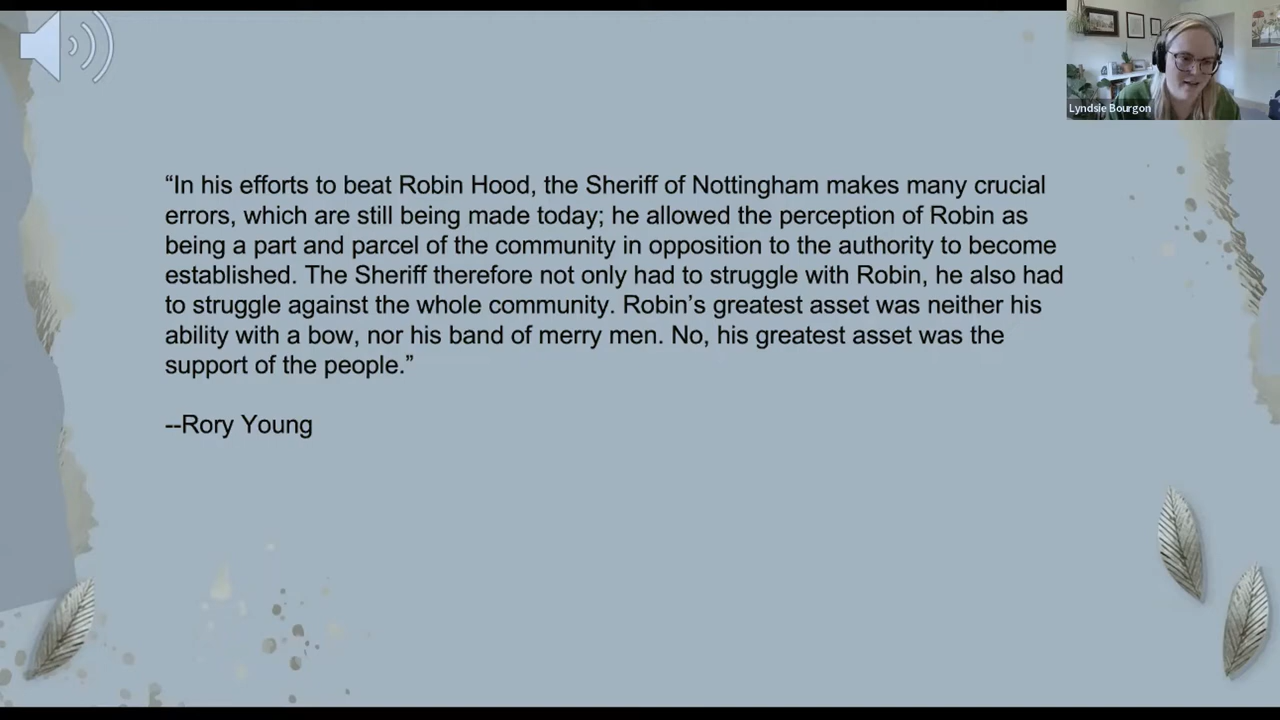 Lyndsie Bourgon
“In his efforts to beat Robin Hood, the Sheriff of Nottingham makes many crucial
errors, which are still being made today; he allowed the perception of Robin as
being a part and parcel of the community in opposition to the authority to become
established. The Sheriff therefore not only had to struggle with Robin, he also had
to struggle against the whole community. Robin’s greatest asset was neither his
ability with a bow, nor his band of merry men. No, his greatest asset was the
support of the people.”
--Rory Young